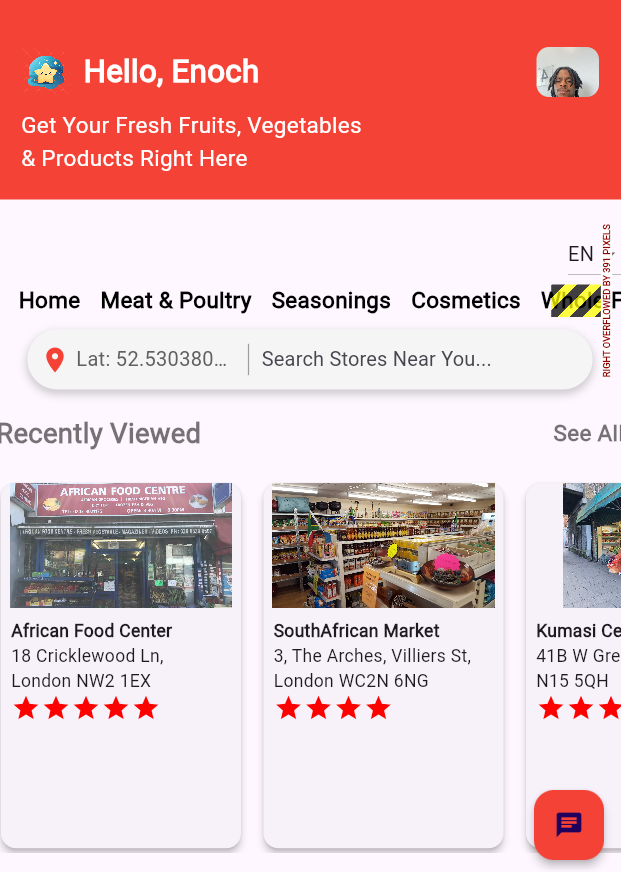 Hello, Enoch
Get Your Fresh Fruits, Vegetables
& Products Right Here
EN
Home Meat & Poultry Seasonings Cosmetics Whole F
RIGHT OVERFLOWED BY 391 PIXELS
Lat: 52.530380... Search Stores Near You...
Recently Viewed See All
AFRICAN FOOD CENTRE
African Food Center
18 Cricklewood Ln,
London NW2 1EX
SouthAfrican Market
3, The Arches, Villiers St,
London WC2N 6NG
Kumasi Ce
41B W Gre
N15 5QH